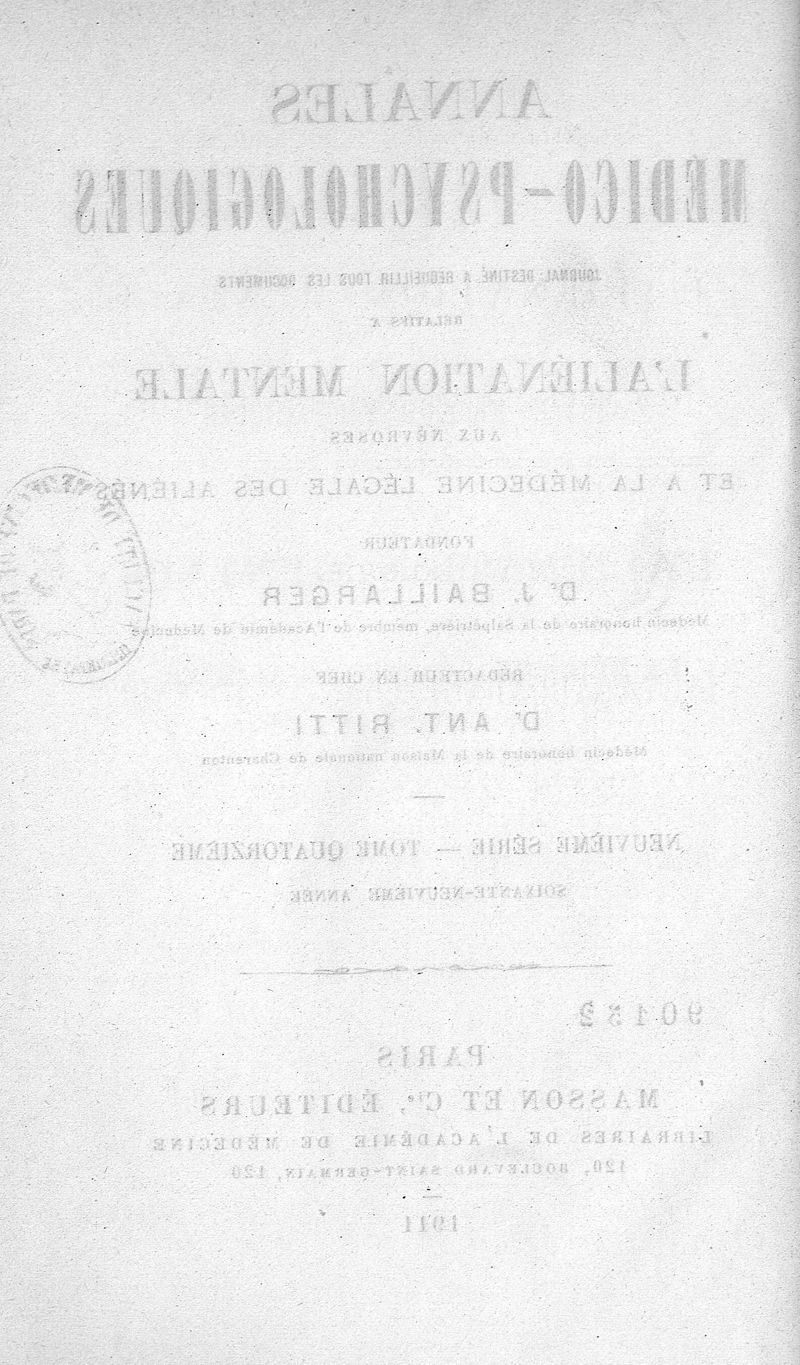 ANNALES
MÉDICO-PSYCHOLOGIQUES
JOURNAL DESTINÉ A RECUEILLIR TOUS LES DOCUMENTS
RELATIFS A
L'ALIÉNATION MENTALE
AUX NÉVROSES
ET A LA MÉDECINE LÉGALE DES ALIÉNÉS
FONDATEUR
Dr J. BAILLARGER
Médecin honoraire de la Salpêtrière, membre de l'Académie de Médecine
RÉDACTEUR EN CHEF
Dr ANT. RITTI
Médecin honoraire de la Maison nationale de Charenton
NEUVIÈME SÉRIE — TOME QUATORZIÈME
SOIXANTE-NEUVIÈME ANNÉE
90152
PARIS
MASSON ET Cie, ÉDITEURS
LIBRAIRES DE L'ACADÉMIE DE MÉDECINE
120, BOULEVARD SAINT-GERMAIN, 120
1911